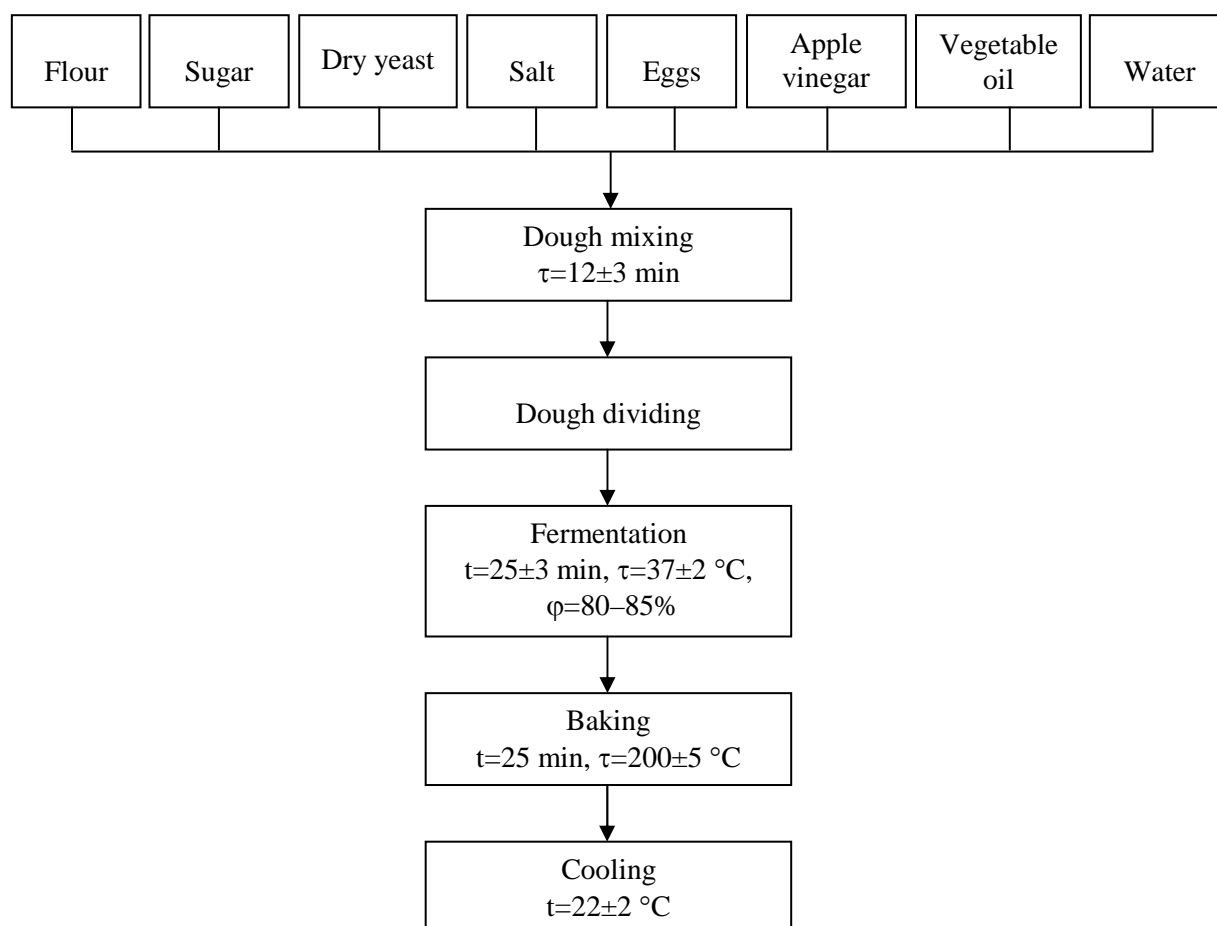 Flour
Sugar
Dry yeast
Salt
Eggs
Apple
vinegar
Vegetable
oil
Water
Dough mixing
τ=12±3 min
Dough dividing
Fermentation
t=25±3 min, τ=37±2 °C,
φ=80–85%
Baking
t=25 min, τ=200±5 °C
Cooling
t=22±2 °C